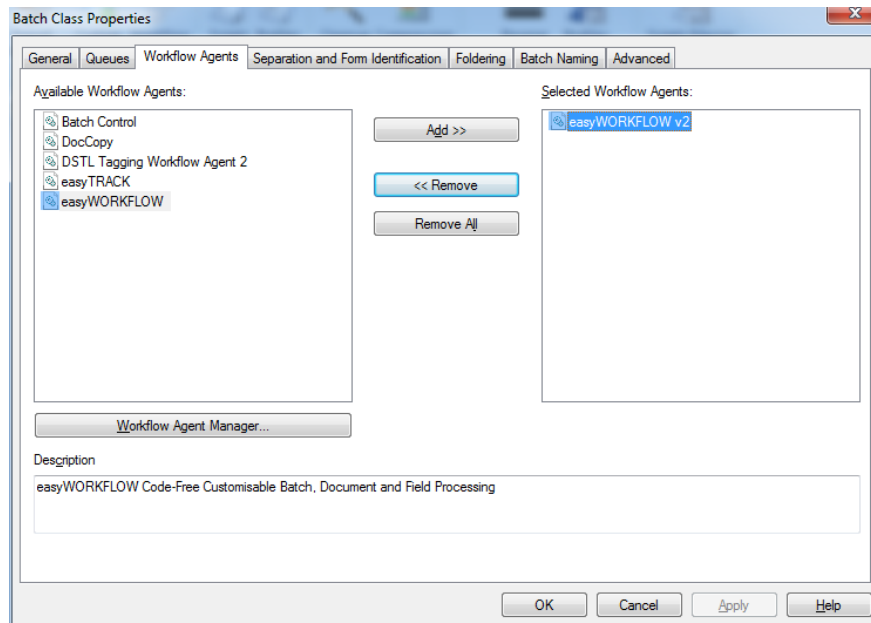 Batch Class Properties
General Queues Workflow Agents Separation and Form Identification Foldering Batch Naming Advanced
Available Workflow Agents:
Selected Workflow Agents:
Batch Control
DocCopy
DSTL Tagging Workflow Agent 2
easyTRACK
easyWORKFLOW
Add >>
<< Remove
Remove All
easyWORKFLOW v2
Workflow Agent Manager...
Description
easyWORKFLOW Code-Free Customisable Batch, Document and Field Processing
OK Cancel Apply Help